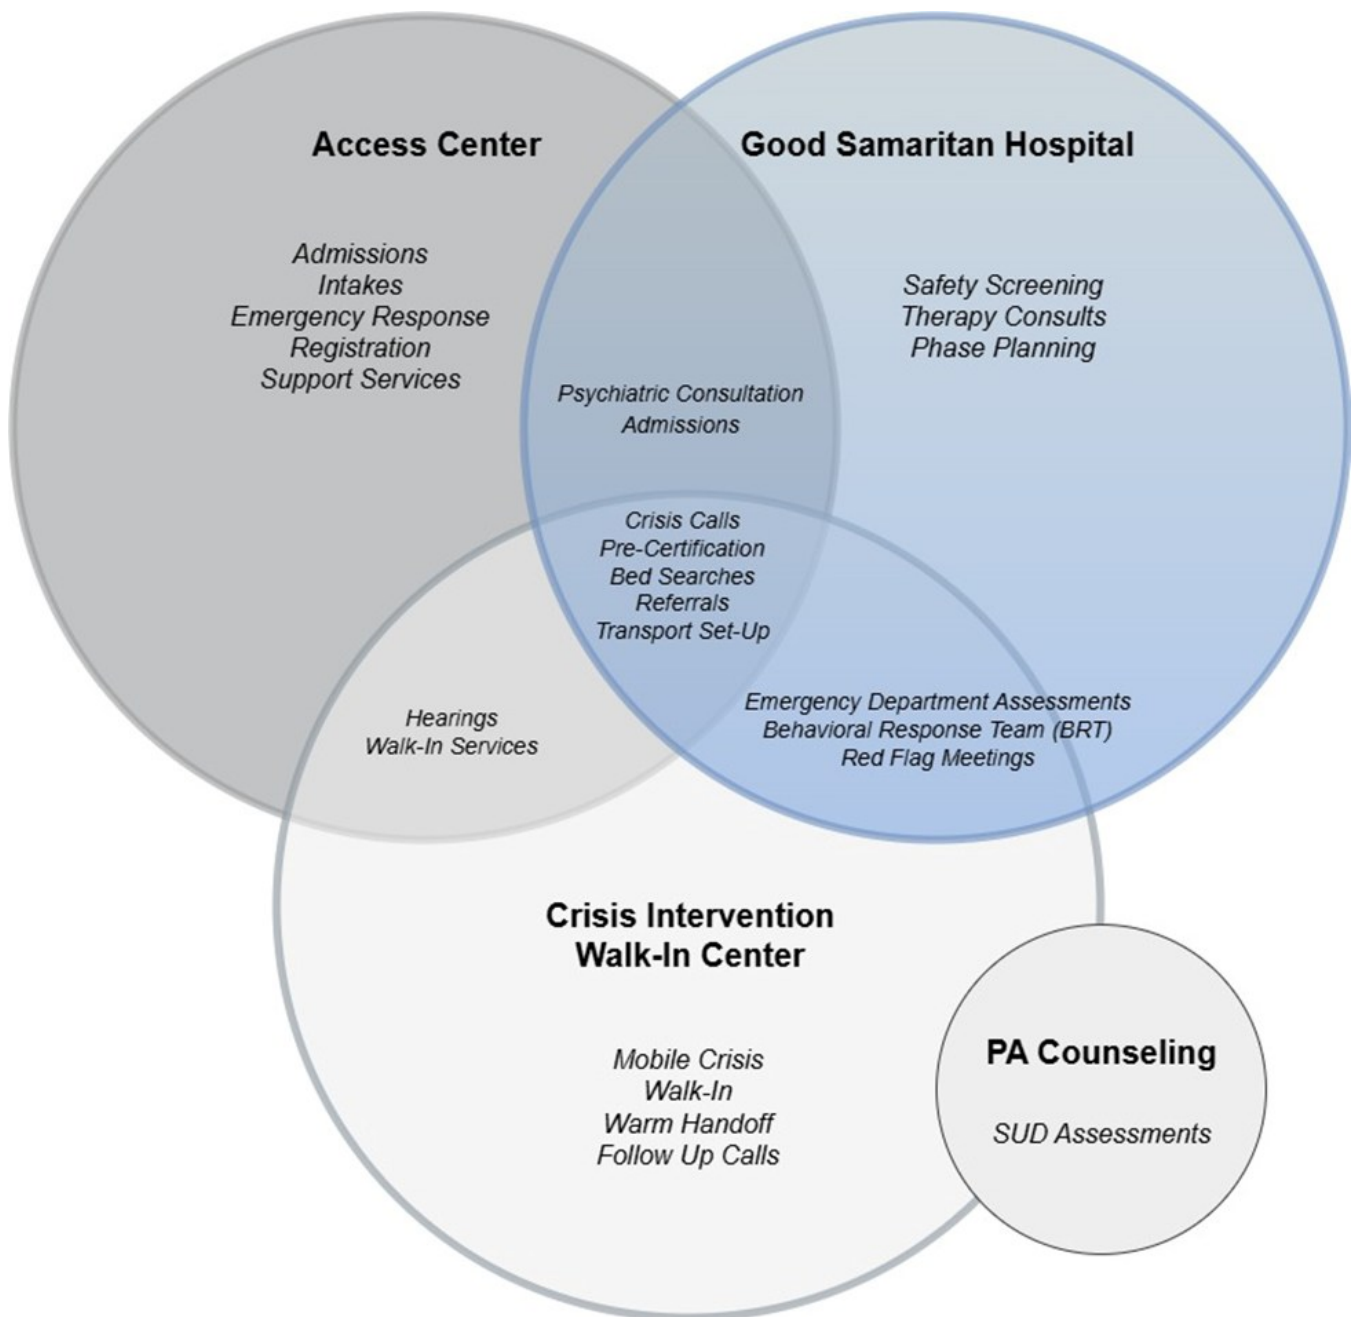 Access Center
Good Samaritan Hospital
Admissions
Intakes
Emergency Response
Registration
Support Services
Safety Screening
Therapy Consults
Phase Planning
Psychiatric Consultation
Admissions
Crisis Calls
Pre-Certification
Bed Searches
Referrals
Transport Set-Up
Hearings
Walk-In Services
Emergency Department Assessments
Behavioral Response Team (BRT)
Red Flag Meetings
Crisis Intervention
Walk-In Center
Mobile Crisis
Walk-In
Warm Handoff
Follow Up Calls
PA Counseling
SUD Assessments